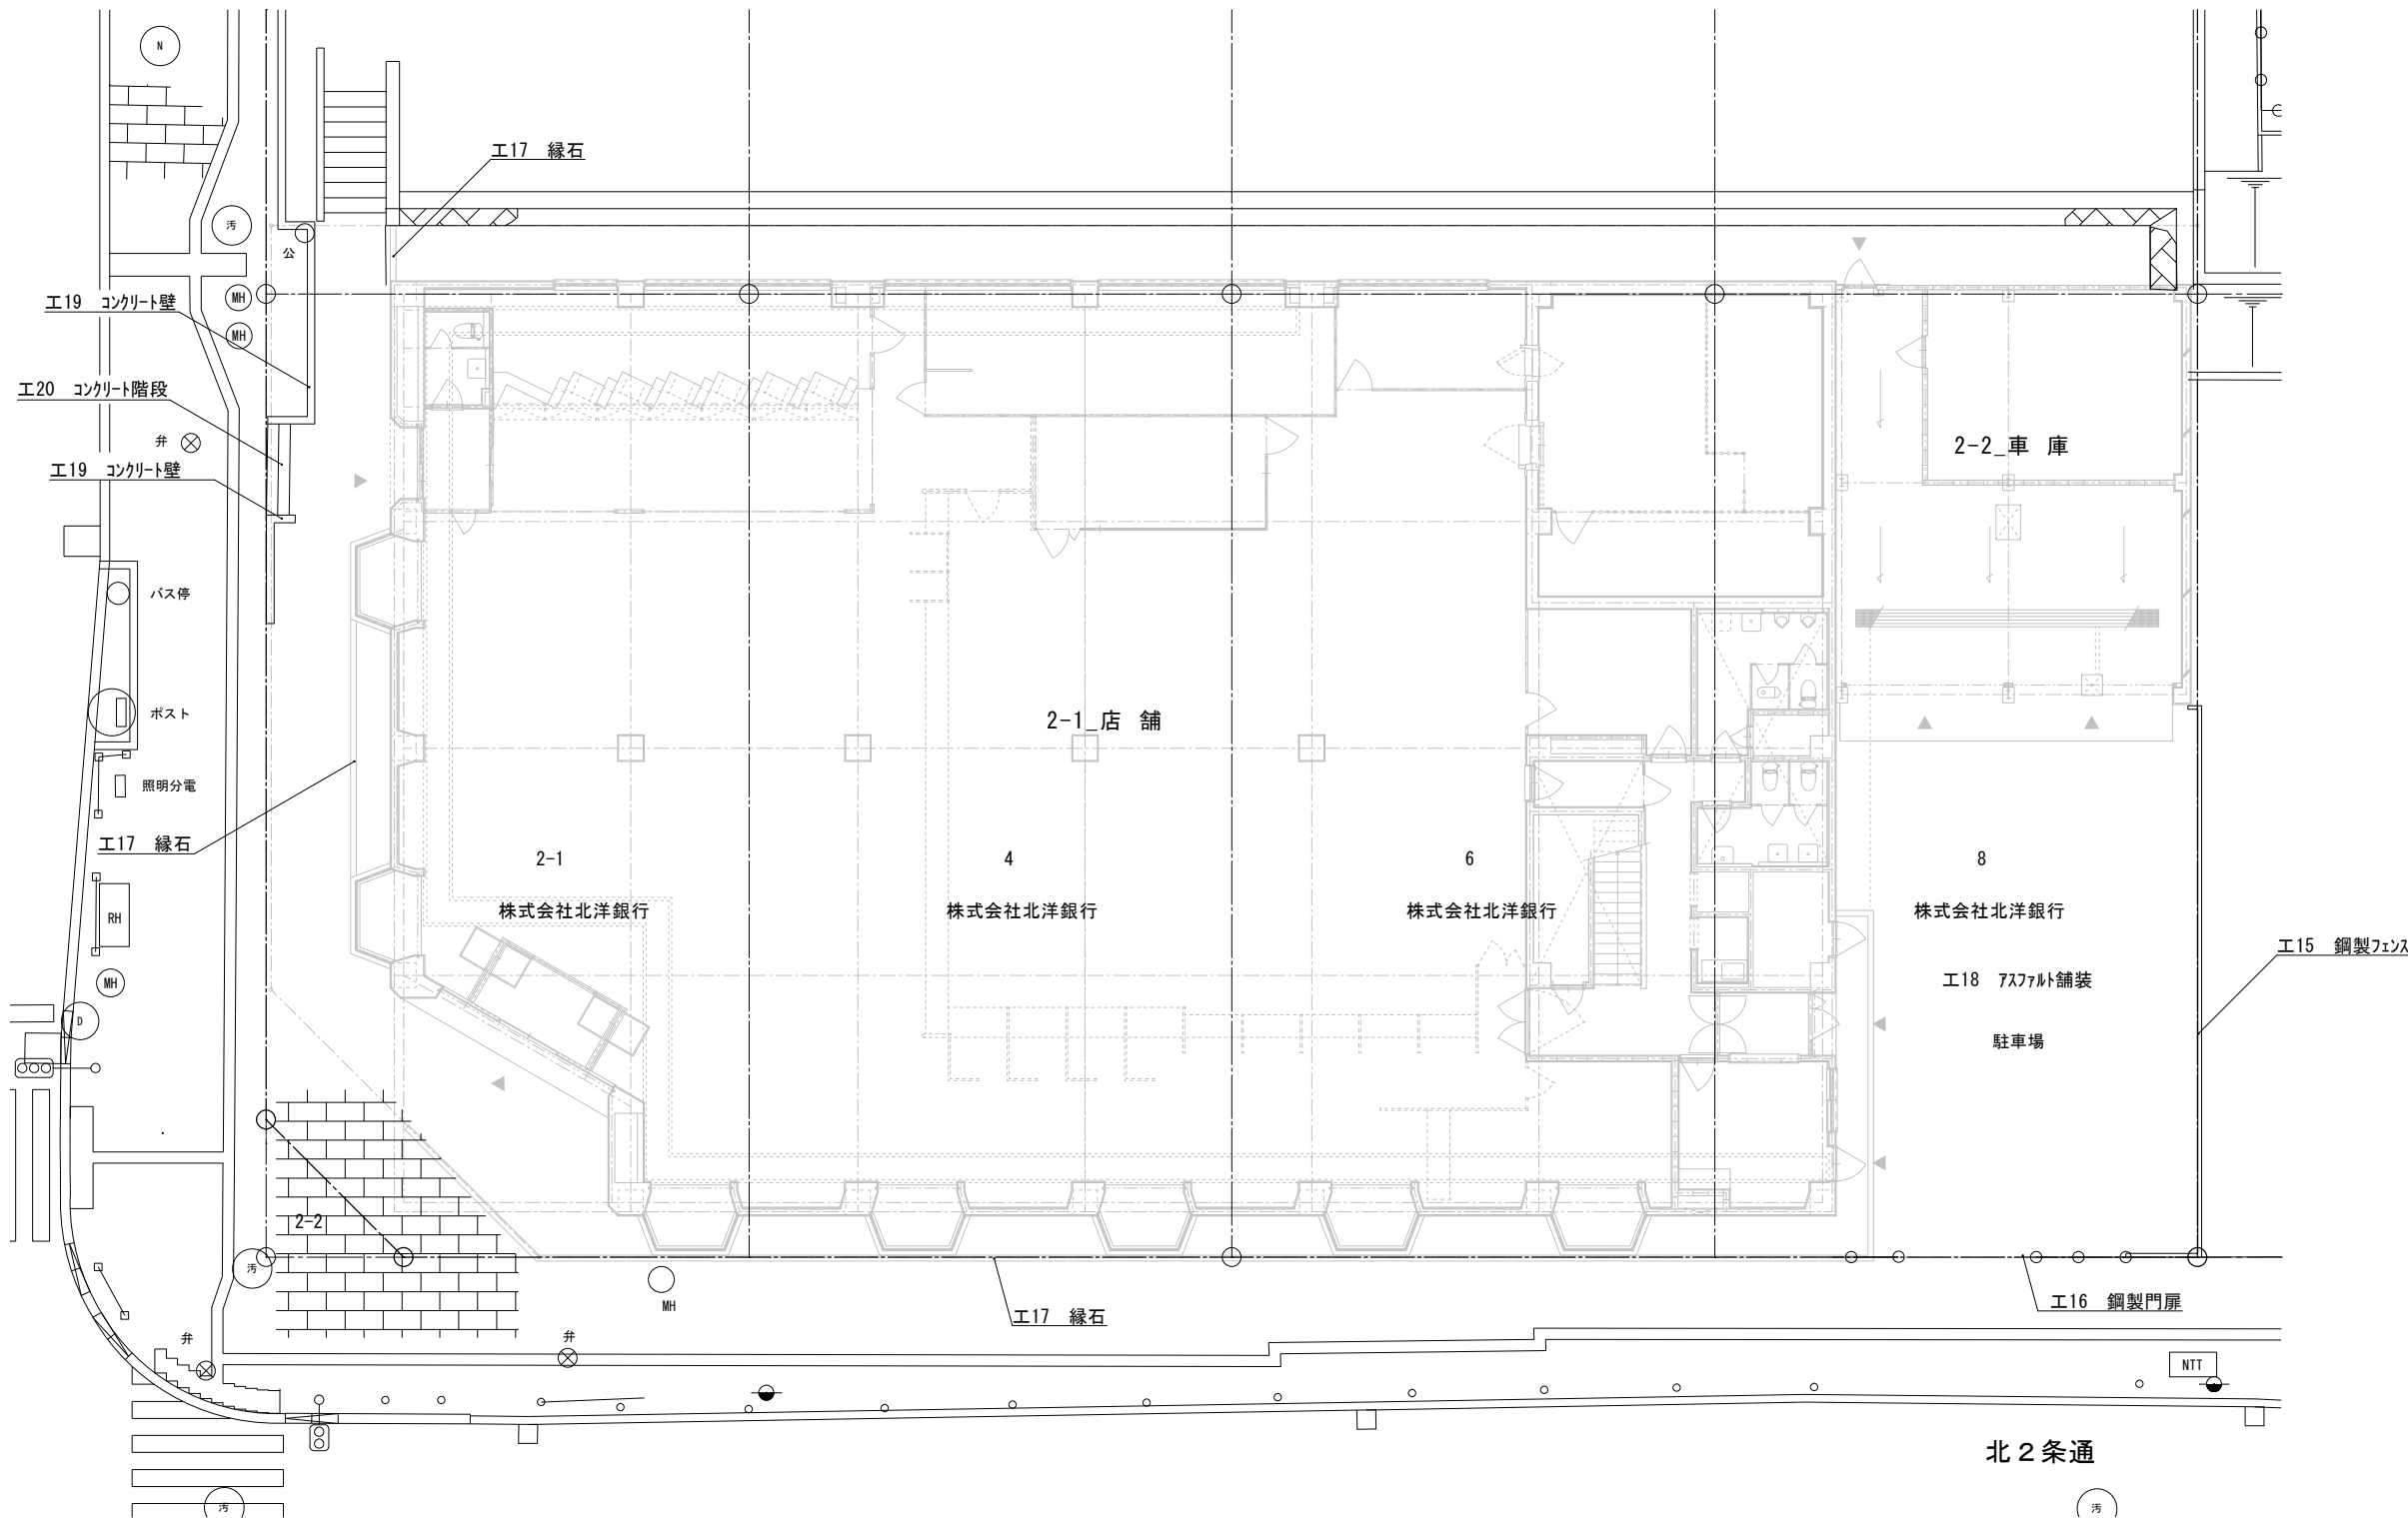 N
工17 縁石
汚
公
工19 コンクリート壁
MH
MH
工20 コンクリート階段
弁
2-2_車 庫
工19 コンクリート壁
バス停
ポスト
2-1_店 舗
照明分電
工17 縁石
2-1
4
6
8
株式会社北洋銀行
株式会社北洋銀行
株式会社北洋銀行
株式会社北洋銀行
RH
工15 鋼製フェンス
MH
工18 アスファルト舗装
D
駐車場
2-2
汚
MH
工17 縁石
工16 鋼製門扉
弁
弁
NTT
北2条通
汚
汚